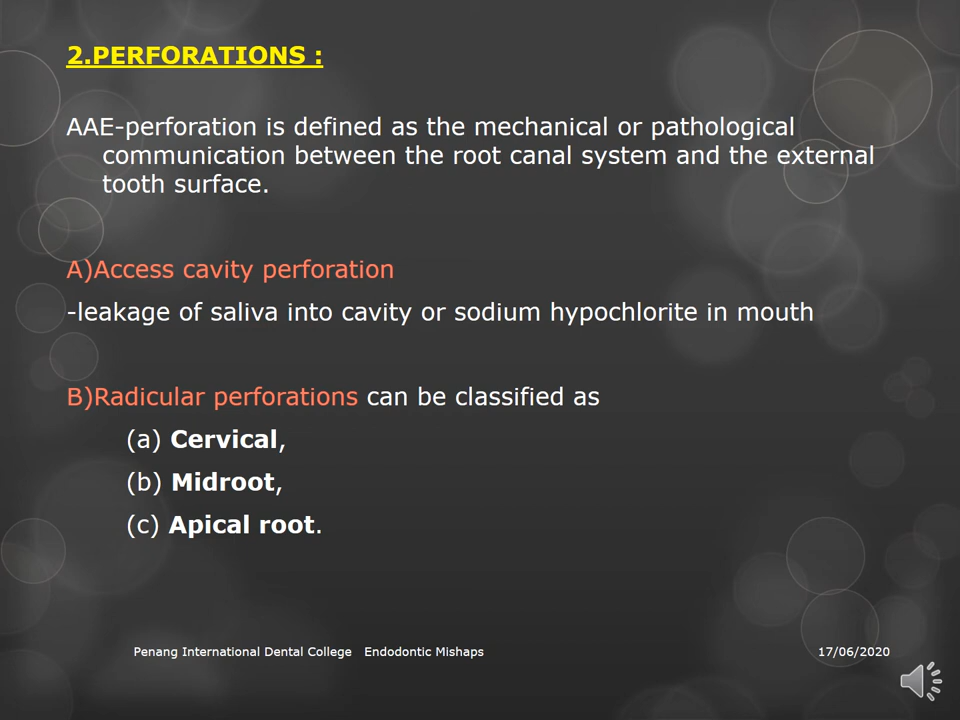 2.PERFORATIONS :
AAE-perforation is defined as the mechanical or pathological
communication between the root canal system and the external
tooth surface.
A)Access cavity perforation
-leakage of saliva into cavity or sodium hypochlorite in mouth
B)Radicular perforations can be classified as
(a) Cervical,
(b) Midroot,
(c) Apical root.
Penang International Dental College Endodontic Mishaps 17/06/2020